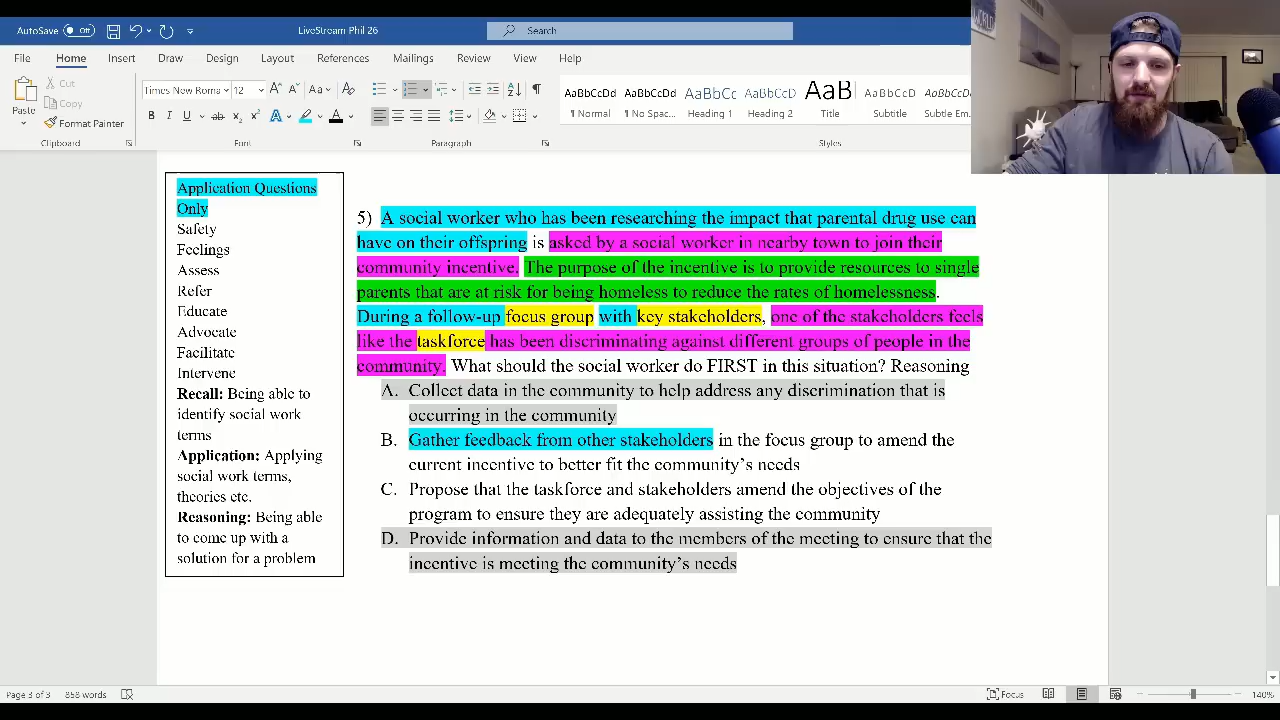 AutoSave Off LiveStream Phil 26 Search
File Home Insert Draw Design Layout References Mailings Review View Help
Paste Cut Copy Format Painter
Times New Roma 12 A A Aa
B I U ab x2 x2 A A
AaBbCcDd AaBbCcDd AaBbCc AaBbCcD AaB AaBbCcD AaBbCcDd
¶ Normal ¶ No Spac... Heading 1 Heading 2 Title Subtitle Subtle Em...
Clipboard Font Paragraph Styles
Application Questions
Only
Safety
Feelings
Assess
Refer
Educate
Advocate
Facilitate
Intervene
Recall: Being able to
identify social work
terms
Application: Applying
social work terms,
theories etc.
Reasoning: Being able
to come up with a
solution for a problem
5) A social worker who has been researching the impact that parental drug use can
have on their offspring is asked by a social worker in nearby town to join their
community incentive. The purpose of the incentive is to provide resources to single
parents that are at risk for being homeless to reduce the rates of homelessness.
During a follow-up focus group with key stakeholders, one of the stakeholders feels
like the taskforce has been discriminating against different groups of people in the
community. What should the social worker do FIRST in this situation? Reasoning
A. Collect data in the community to help address any discrimination that is
occurring in the community
B. Gather feedback from other stakeholders in the focus group to amend the
current incentive to better fit the community's needs
C. Propose that the taskforce and stakeholders amend the objectives of the
program to ensure they are adequately assisting the community
D. Provide information and data to the members of the meeting to ensure that the
incentive is meeting the community's needs
Page 3 of 3 858 words Focus 140%